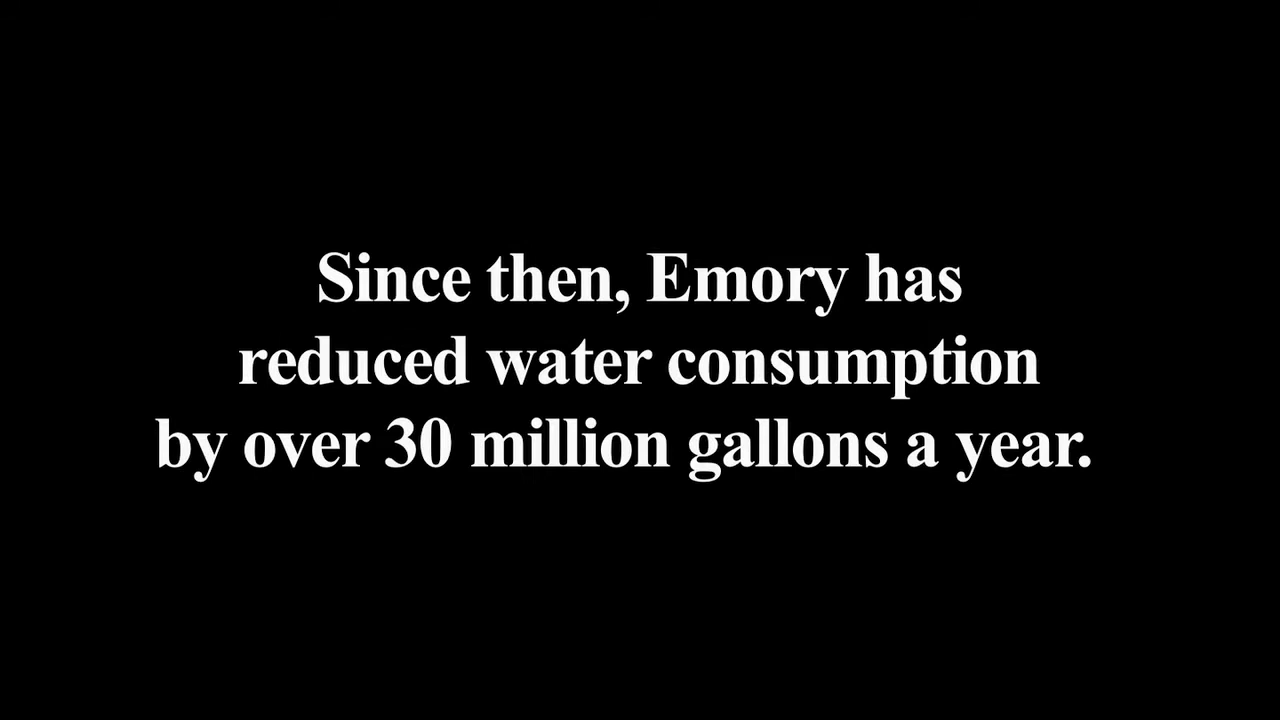 Since then, Emory has
reduced water consumption
by over 30 million gallons a year.